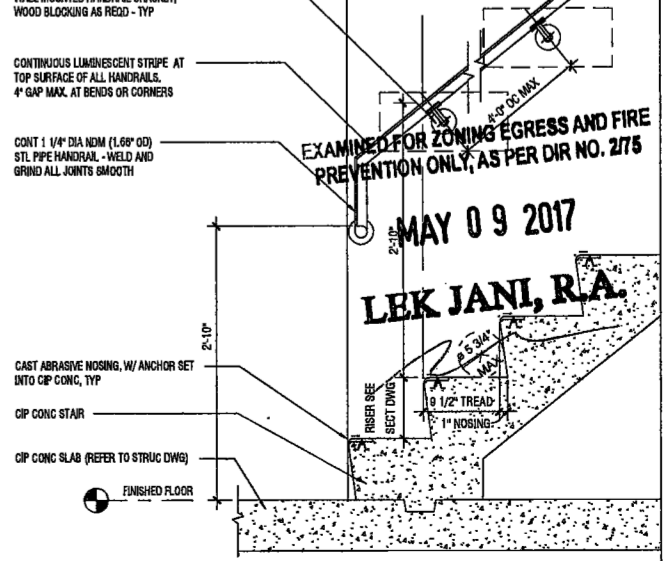 WOOD BLOCKING AS REQD - TYP
CONTINUOUS LUMINESCENT STRIPE AT
TOP SURFACE OF ALL HANDRAILS.
4" GAP MAX. AT BENDS OR CORNERS
CONT 1 1/4" DIA NDM (1.66" OD)
STL PIPE HANDRAIL - WELD AND
GRIND ALL JOINTS SMOOTH
4'-0" OC MAX
EXAMINED FOR ZONING EGRESS AND FIRE
PREVENTION ONLY, AS PER DIR NO. 2/75
MAY 09 2017
LEK JANI, R.A.
2'-10"
2'-10"
5 3/4"
MAX
CAST ABRASIVE NOSING, W/ ANCHOR SET
INTO CIP CONC, TYP
RISER SEE
SECT DWG
9 1/2" TREAD
1" NOSING
CIP CONC STAIR
CIP CONC SLAB (REFER TO STRUC DWG)
FINISHED FLOOR